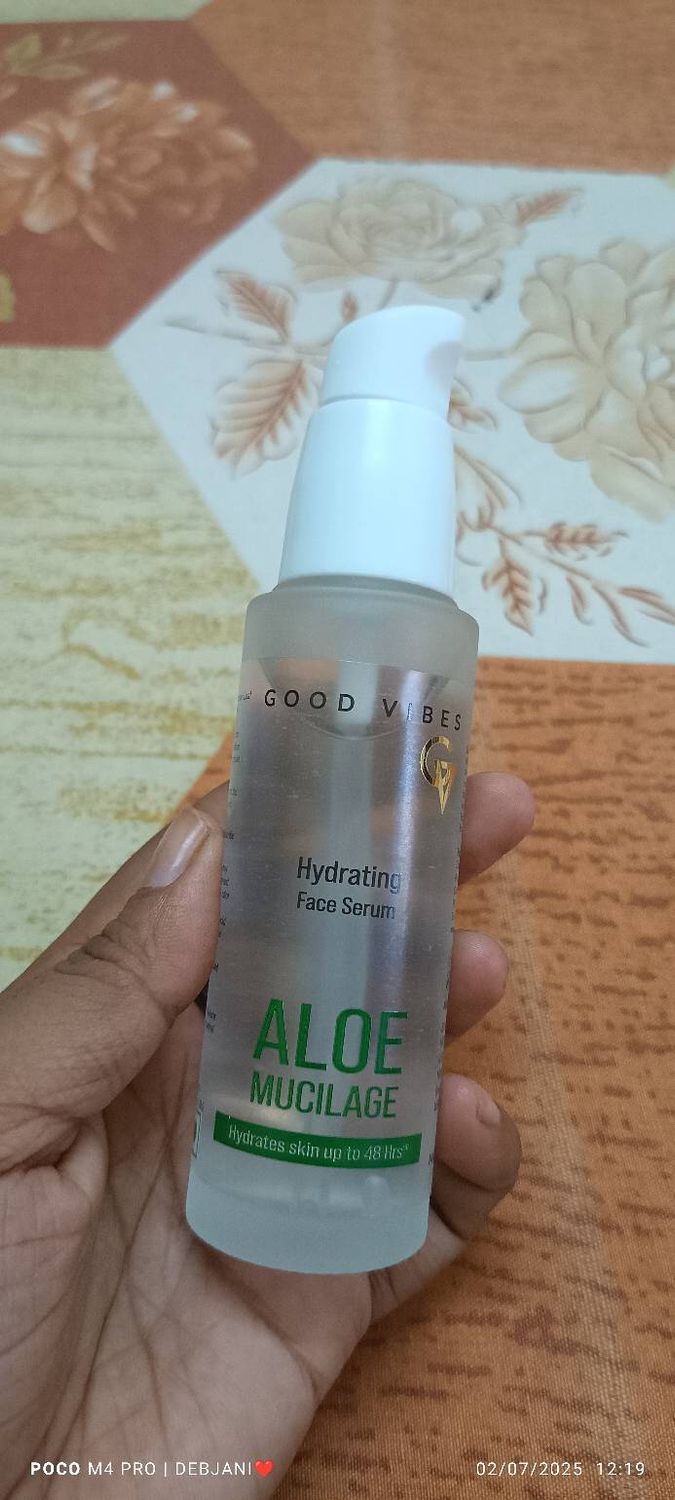 GOOD VIBES
GV
Hydrating
Face Serum
ALOE
MUCILAGE
Hydrates skin up to 48 Hrs*
POCO M4 PRO | DEBJANI❤️
02/07/2025 12:19